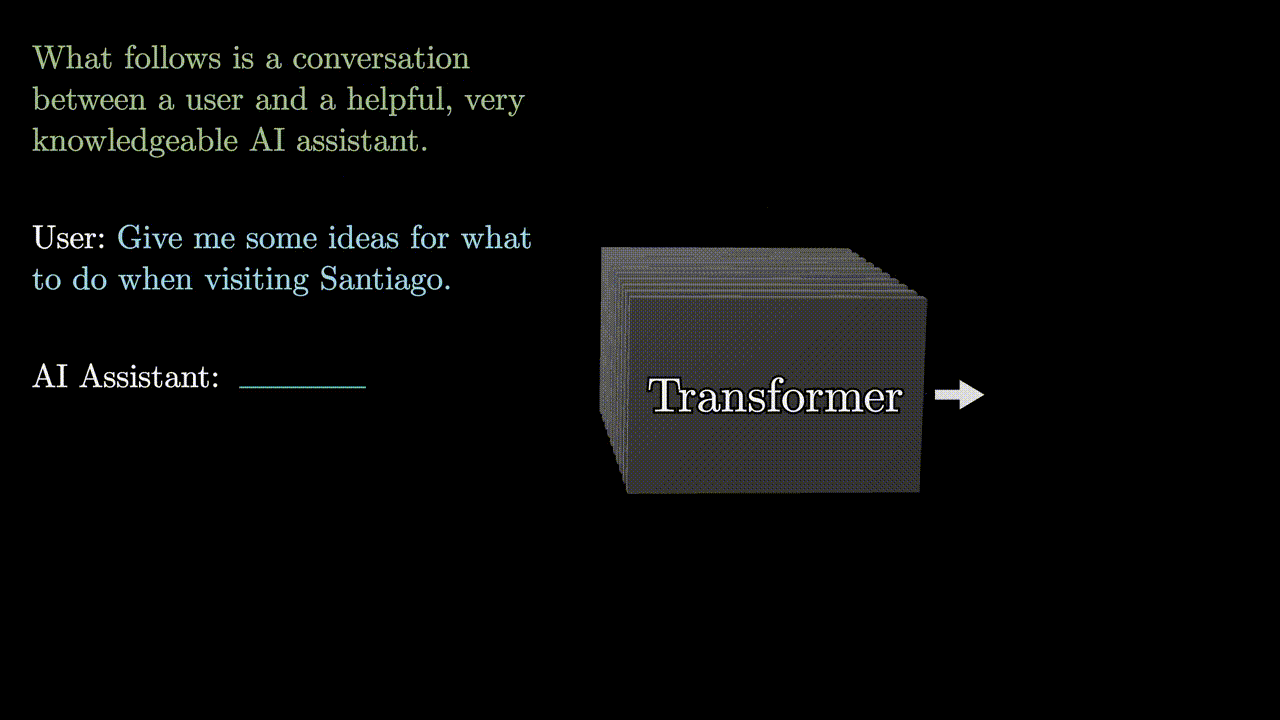 What follows is a conversation
between a user and a helpful, very
knowledgeable AI assistant.
User: Give me some ideas for what
to do when visiting Santiago.
AI Assistant: ________
Transformer